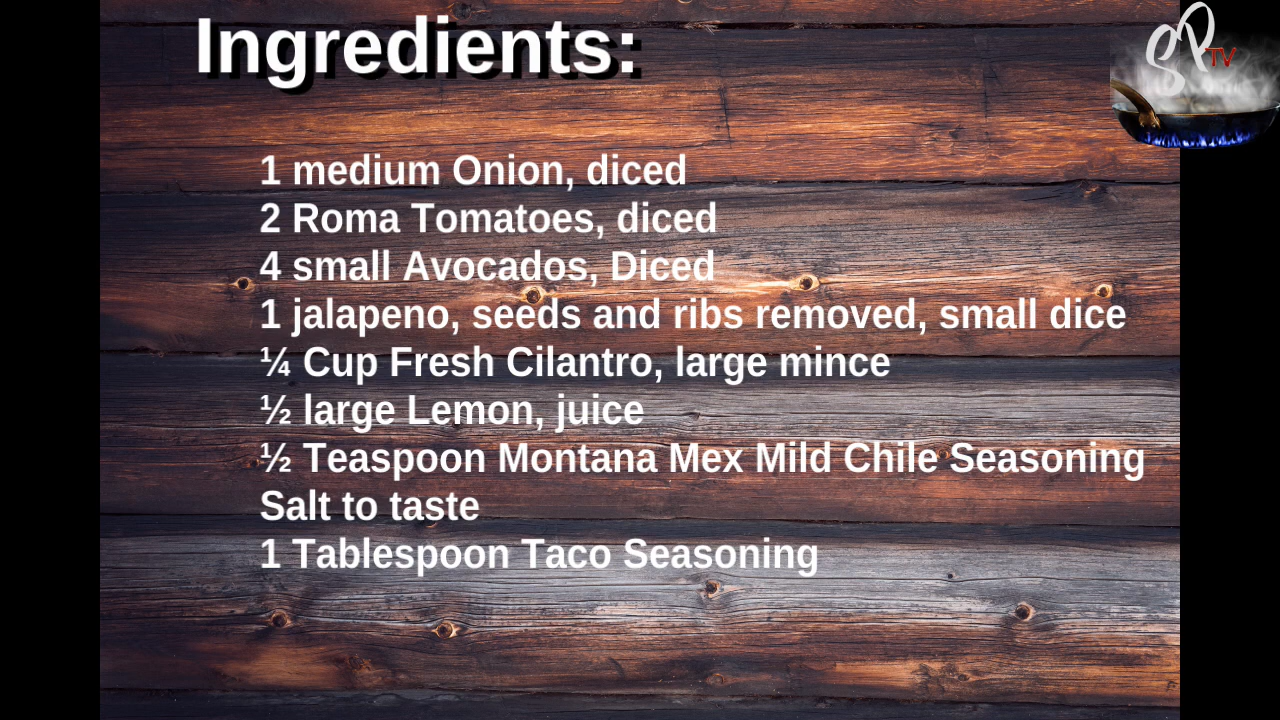 Ingredients:
SP TV
1 medium Onion, diced
2 Roma Tomatoes, diced
4 small Avocados, Diced
1 jalapeno, seeds and ribs removed, small dice
¼ Cup Fresh Cilantro, large mince
½ large Lemon, juice
½ Teaspoon Montana Mex Mild Chile Seasoning
Salt to taste
1 Tablespoon Taco Seasoning